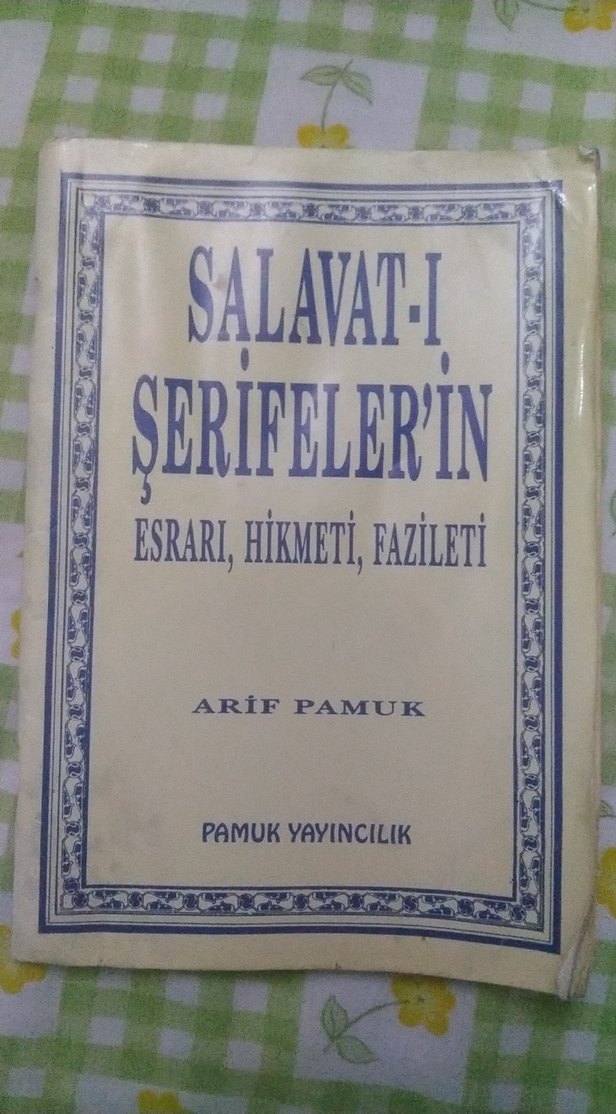 SALAVAT-I
ŞERİFELER'İN
ESRARI, HİKMETİ, FAZİLETİ
ARİF PAMUK
PAMUK YAYINCILIK